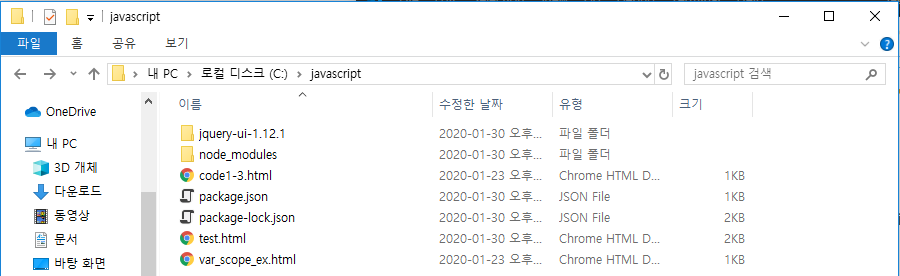 javascript
파일 홈 공유 보기
내 PC 로컬 디스크 (C:) javascript javascript 검색
이름 수정한 날짜 유형 크기
OneDrive
내 PC
3D 개체
다운로드
동영상
문서
바탕 화면
jquery-ui-1.12.1 2020-01-30 오후... 파일 폴더
node_modules 2020-01-30 오후... 파일 폴더
code1-3.html 2020-01-23 오후... Chrome HTML D... 1KB
package.json 2020-01-30 오후... JSON File 1KB
package-lock.json 2020-01-30 오후... JSON File 2KB
test.html 2020-01-30 오후... Chrome HTML D... 2KB
var_scope_ex.html 2020-01-23 오후... Chrome HTML D... 1KB